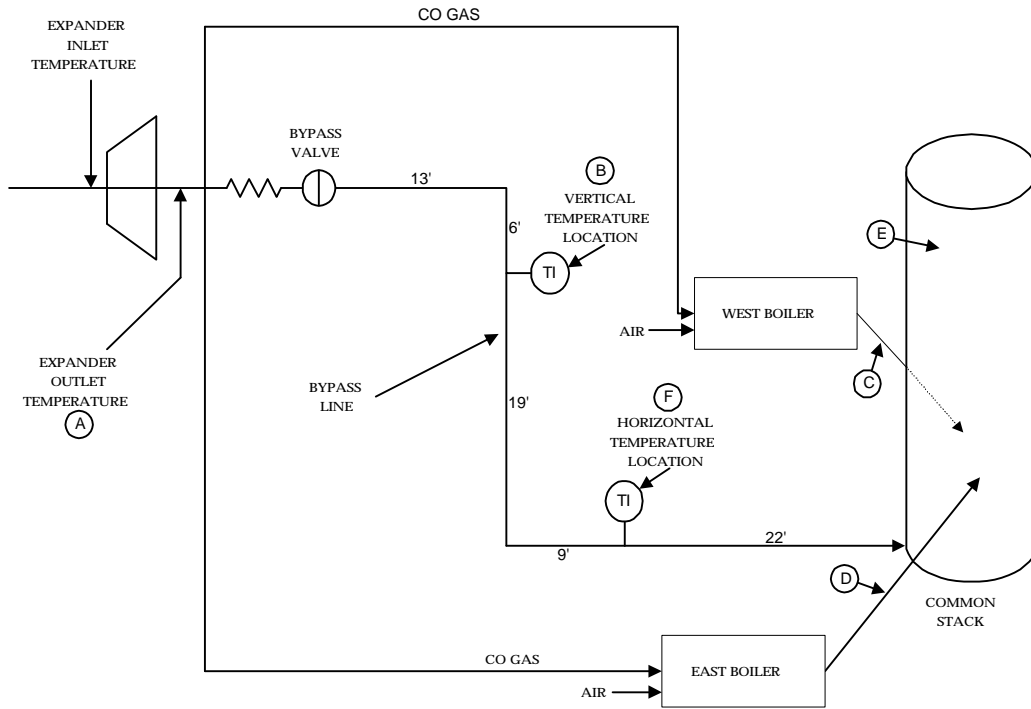 CO GAS
EXPANDER
INLET
TEMPERATURE
BYPASS
VALVE
13'
6'
B
VERTICAL
TEMPERATURE
LOCATION
TI
E
WEST BOILER
AIR
C
EXPANDER
OUTLET
TEMPERATURE
A
BYPASS
LINE
19'
F
HORIZONTAL
TEMPERATURE
LOCATION
TI
9'
22'
D
COMMON
STACK
CO GAS
EAST BOILER
AIR